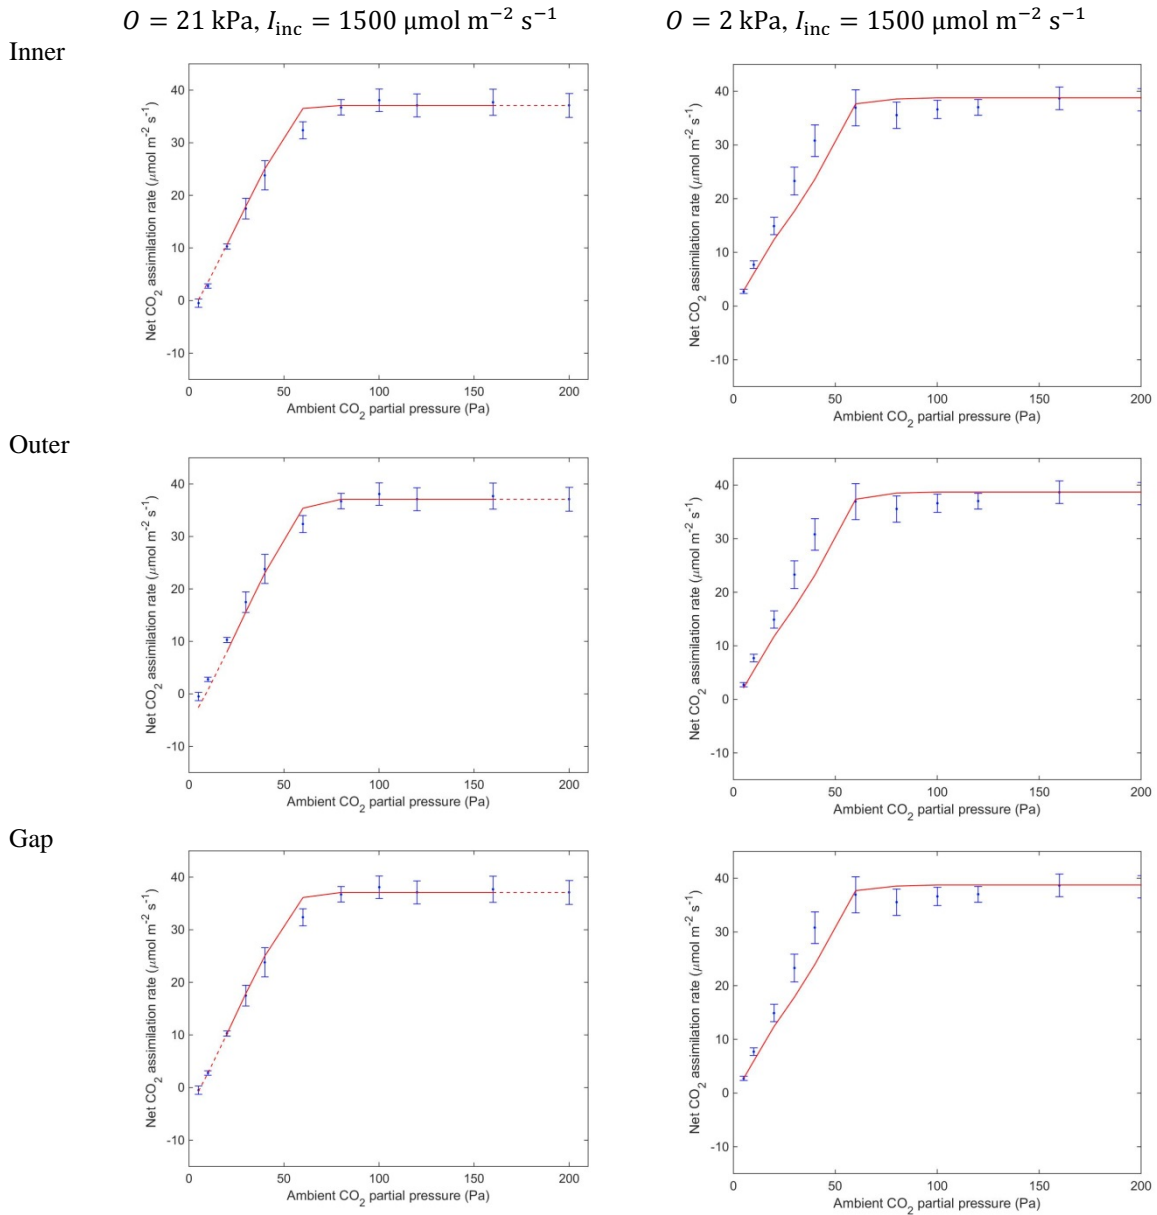 O = 21 kPa, I_inc = 1500 μmol m⁻² s⁻¹
O = 2 kPa, I_inc = 1500 μmol m⁻² s⁻¹
Inner
Net CO₂ assimilation rate (μmol m⁻² s⁻¹)
40
30
20
10
0
-10
0 50 100 150 200
Ambient CO₂ partial pressure (Pa)
Net CO₂ assimilation rate (μmol m⁻² s⁻¹)
40
30
20
10
0
-10
0 50 100 150 200
Ambient CO₂ partial pressure (Pa)
Outer
Net CO₂ assimilation rate (μmol m⁻² s⁻¹)
40
30
20
10
0
-10
0 50 100 150 200
Ambient CO₂ partial pressure (Pa)
Net CO₂ assimilation rate (μmol m⁻² s⁻¹)
40
30
20
10
0
-10
0 50 100 150 200
Ambient CO₂ partial pressure (Pa)
Gap
Net CO₂ assimilation rate (μmol m⁻² s⁻¹)
40
30
20
10
0
-10
0 50 100 150 200
Ambient CO₂ partial pressure (Pa)
Net CO₂ assimilation rate (μmol m⁻² s⁻¹)
40
30
20
10
0
-10
0 50 100 150 200
Ambient CO₂ partial pressure (Pa)